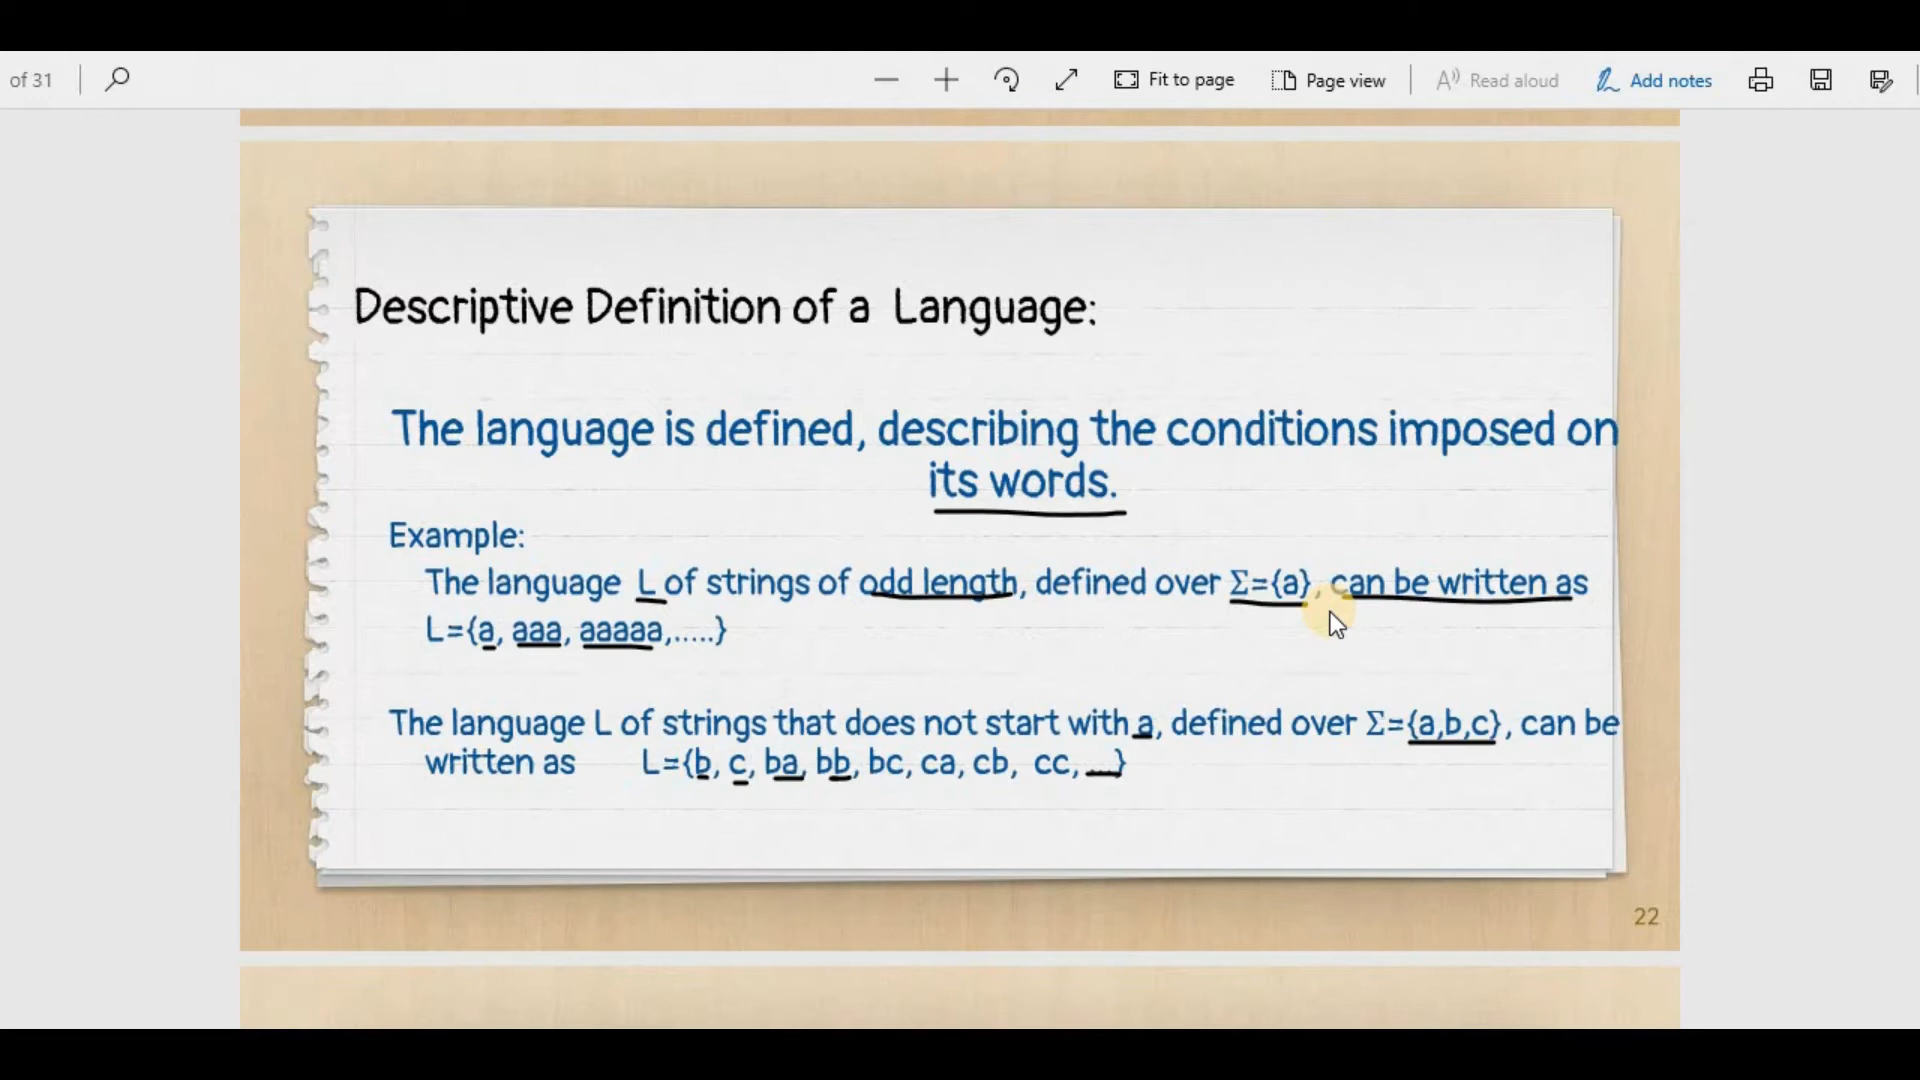 of 31
Fit to page
Page view
Read aloud
Add notes
Descriptive Definition of a Language:
The language is defined, describing the conditions imposed on
its words.
Example:
The language L of strings of odd length, defined over Σ={a}, can be written as
L={a, aaa, aaaaa,.....}
The language L of strings that does not start with a, defined over Σ={a,b,c}, can be
written as L={b, c, ba, bb, bc, ca, cb, cc, ...}
22